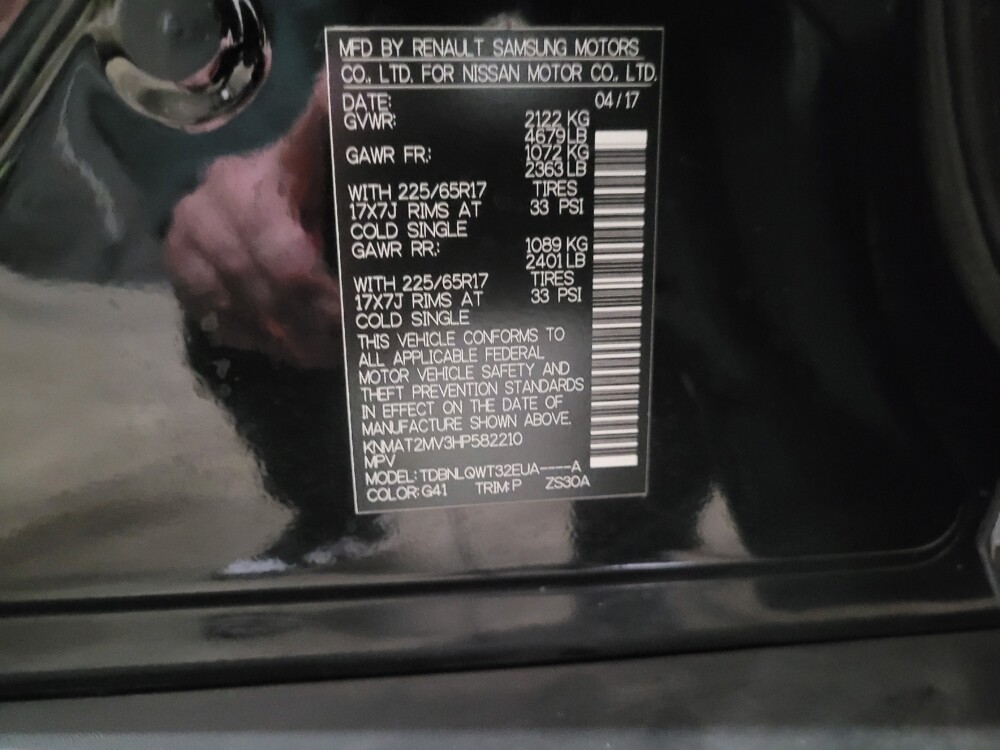 MFD BY RENAULT SAMSUNG MOTORS
CO., LTD. FOR NISSAN MOTOR CO., LTD.
DATE: 04/17
GVWR: 2122 KG
4679 LB
GAWR FR.: 1072 KG
2363 LB
WITH 225/65R17 TIRES
17X7J RIMS AT 33 PSI
COLD SINGLE
GAWR RR.: 1089 KG
2401 LB
WITH 225/65R17 TIRES
17X7J RIMS AT 33 PSI
COLD SINGLE
THIS VEHICLE CONFORMS TO
ALL APPLICABLE FEDERAL
MOTOR VEHICLE SAFETY AND
THEFT PREVENTION STANDARDS
IN EFFECT ON THE DATE OF
MANUFACTURE SHOWN ABOVE.
KNMAT2MV3HP582210
MPV
MODEL: TDBNLQWT32EUA----A
COLOR: G41 TRIM: P ZS30A